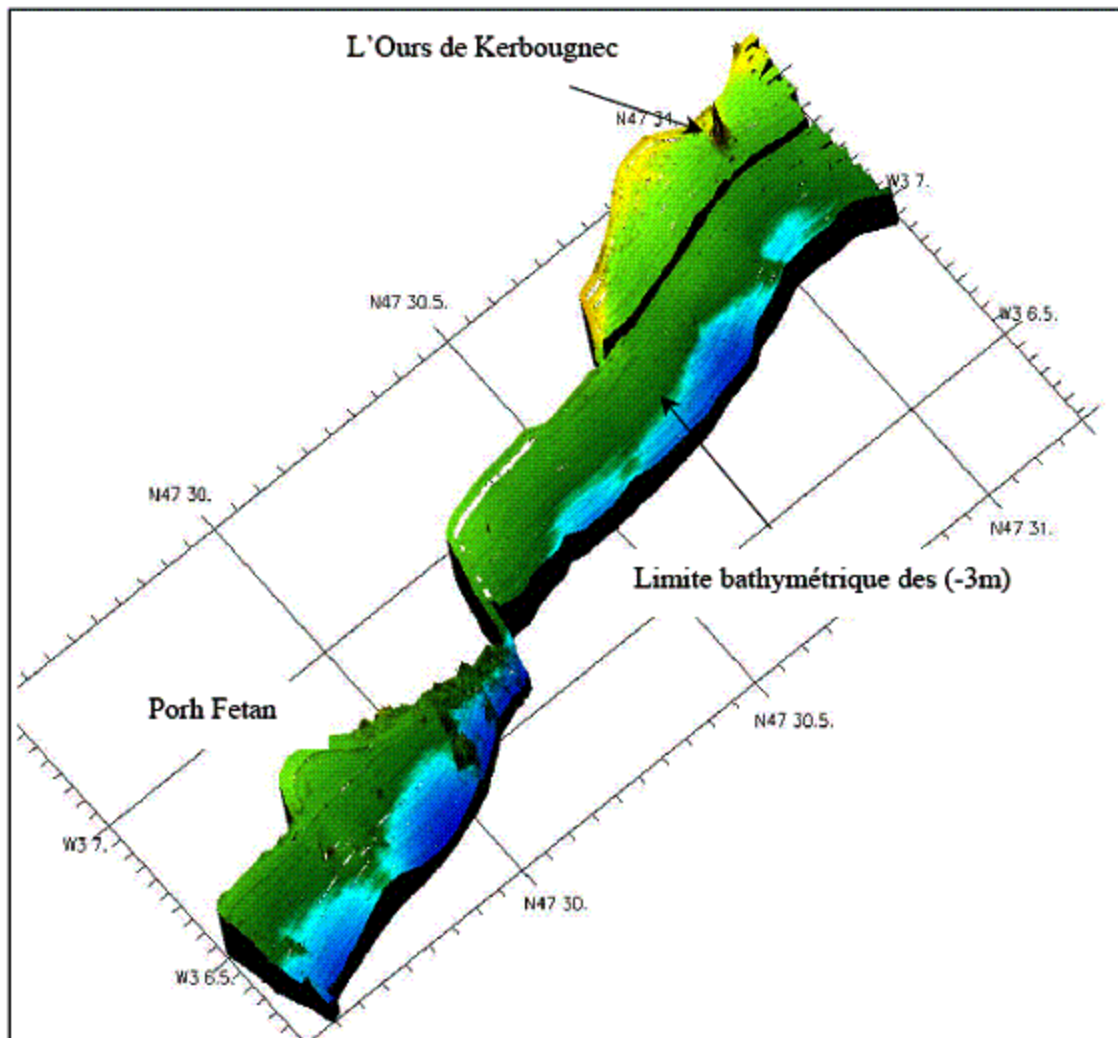 L'Ours de Kerbougnec
N47 31.
W3 7.
N47 30.5.
W3 6.5.
N47 30.
N47 31.
Limite bathymétrique des (-3m)
Porh Fetan
N47 30.5.
W3 7.
N47 30.
W3 6.5.